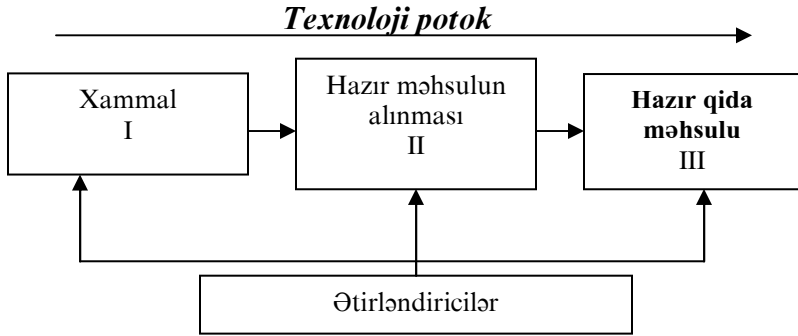 Texnoloji potok
Xammal
I
Hazır məhsulun
alınması
II
Hazır qida
məhsulu
III
Ətirləndiricilər